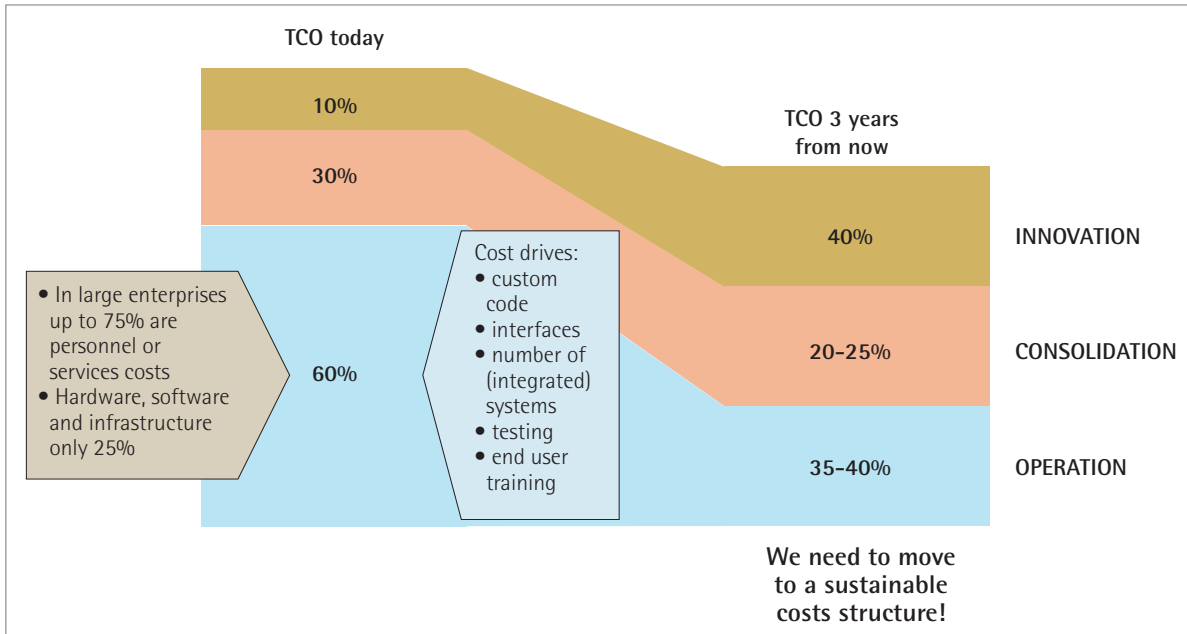 TCO today
10%
30%
60%
• In large enterprises
up to 75% are
personnel or
services costs
• Hardware, software
and infrastructure
only 25%
Cost drives:
• custom
code
• interfaces
• number of
(integrated)
systems
• testing
• end user
training
TCO 3 years
from now
40%
INNOVATION
20-25%
CONSOLIDATION
35-40%
OPERATION
We need to move
to a sustainable
costs structure!